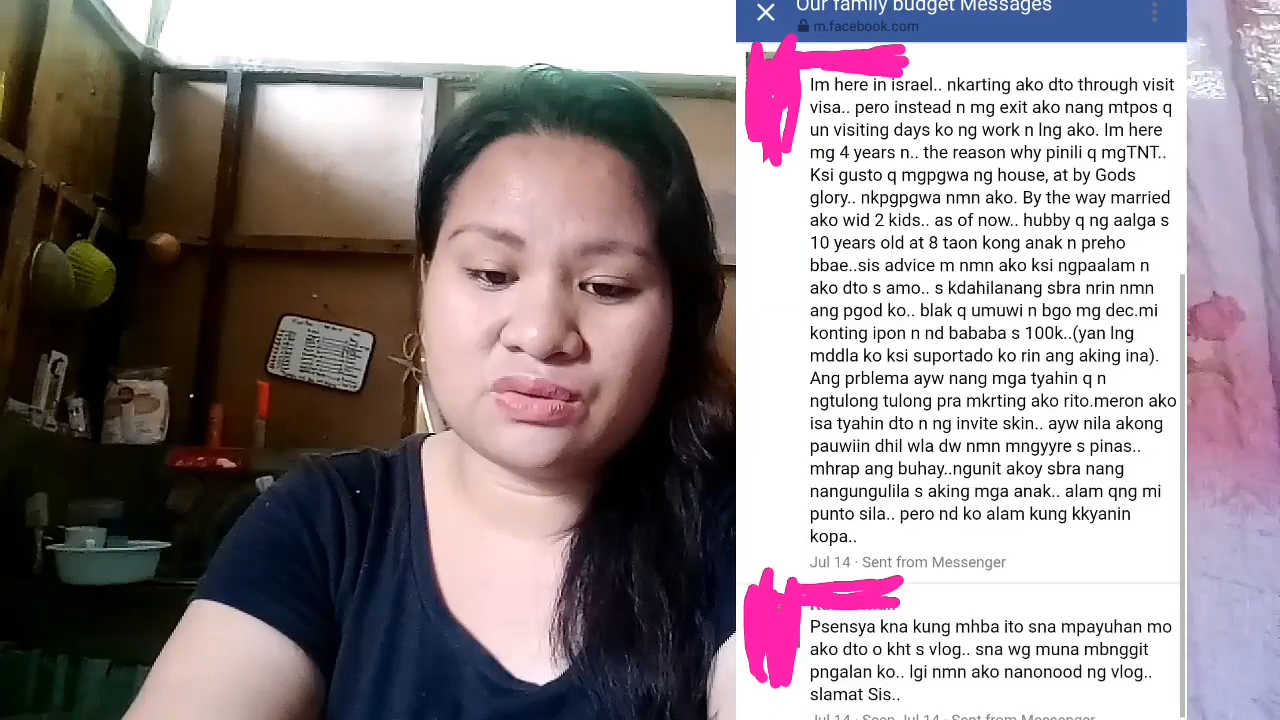 Our family budget Messages
m.facebook.com
Im here in israel.. nkarting ako dto through visit
visa.. pero instead n mg exit ako nang mtpos q
un visiting days ko ng work n lng ako. Im here
mg 4 years n.. the reason why pinili q mgTNT..
Ksi gusto q mgpgwa ng house, at by Gods
glory.. nkpgpgwa nmn ako. By the way married
ako wid 2 kids.. as of now.. hubby q ng aalga s
10 years old at 8 taon kong anak n preho
bbae..sis advice m nmn ako ksi ngpaalam n
ako dto s amo.. s kdahilanang sbra nrin nmn
ang pgod ko.. blak q umuwi n bgo mg dec.mi
konting ipon n nd bababa s 100k..(yan lng
mddla ko ksi suportado ko rin ang aking ina).
Ang prblema ayw nang mga tyahin q n
ngtulong tulong pra mkrting ako rito.meron ako
isa tyahin dto n ng invite skin.. ayw nila akong
pauwiin dhil wla dw nmn mngyyre s pinas..
mhrap ang buhay..ngunit akoy sbra nang
nangungulila s aking mga anak.. alam qng mi
punto sila.. pero nd ko alam kung kkyanin
kopa..
Jul 14 · Sent from Messenger
Psensya kna kung mhba ito sna mpayuhan mo
ako dto o kht s vlog.. sna wg muna mbnggit
pngalan ko.. lgi nmn ako nanonood ng vlog..
slamat Sis..
Jul 14 · Seen Jul 14 · Sent from Messenger